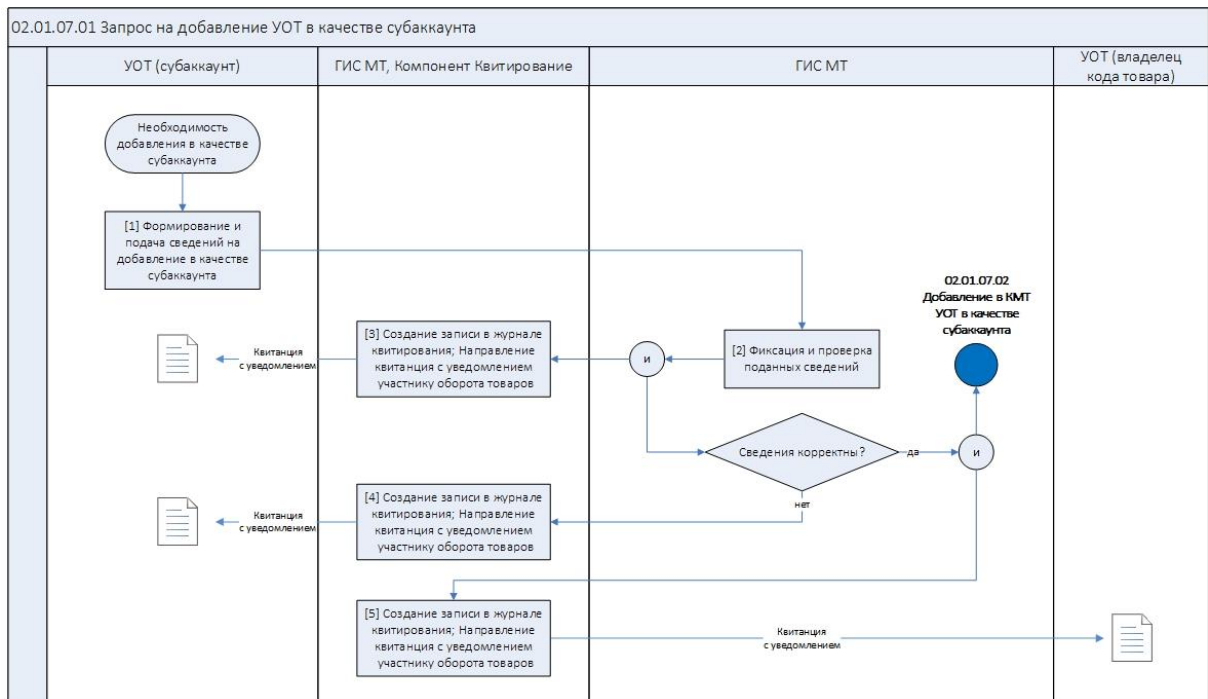 02.01.07.01 Запрос на добавление УОТ в качестве субаккаунта
УОТ (субаккаунт)
ГИС МТ, Компонент Квитирование
ГИС МТ
УОТ (владелец
кода товара)
Необходимость
добавления в качестве
субаккаунта
[1] Формирование и
подача сведений на
добавление в качестве
субаккаунта
02.01.07.02
Добавление в КМТ
УОТ в качестве
субаккаунта
Квитанция
с уведомлением
[3] Создание записи в журнале
квитирования; Направление
квитанция с уведомлением
участнику оборота товаров
и
[2] Фиксация и проверка
поданных сведений
Сведения корректны?
да
и
нет
Квитанция
с уведомлением
[4] Создание записи в журнале
квитирования; Направление
квитанция с уведомлением
участнику оборота товаров
[5] Создание записи в журнале
квитирования; Направление
квитанция с уведомлением
участнику оборота товаров
Квитанция
с уведомлением